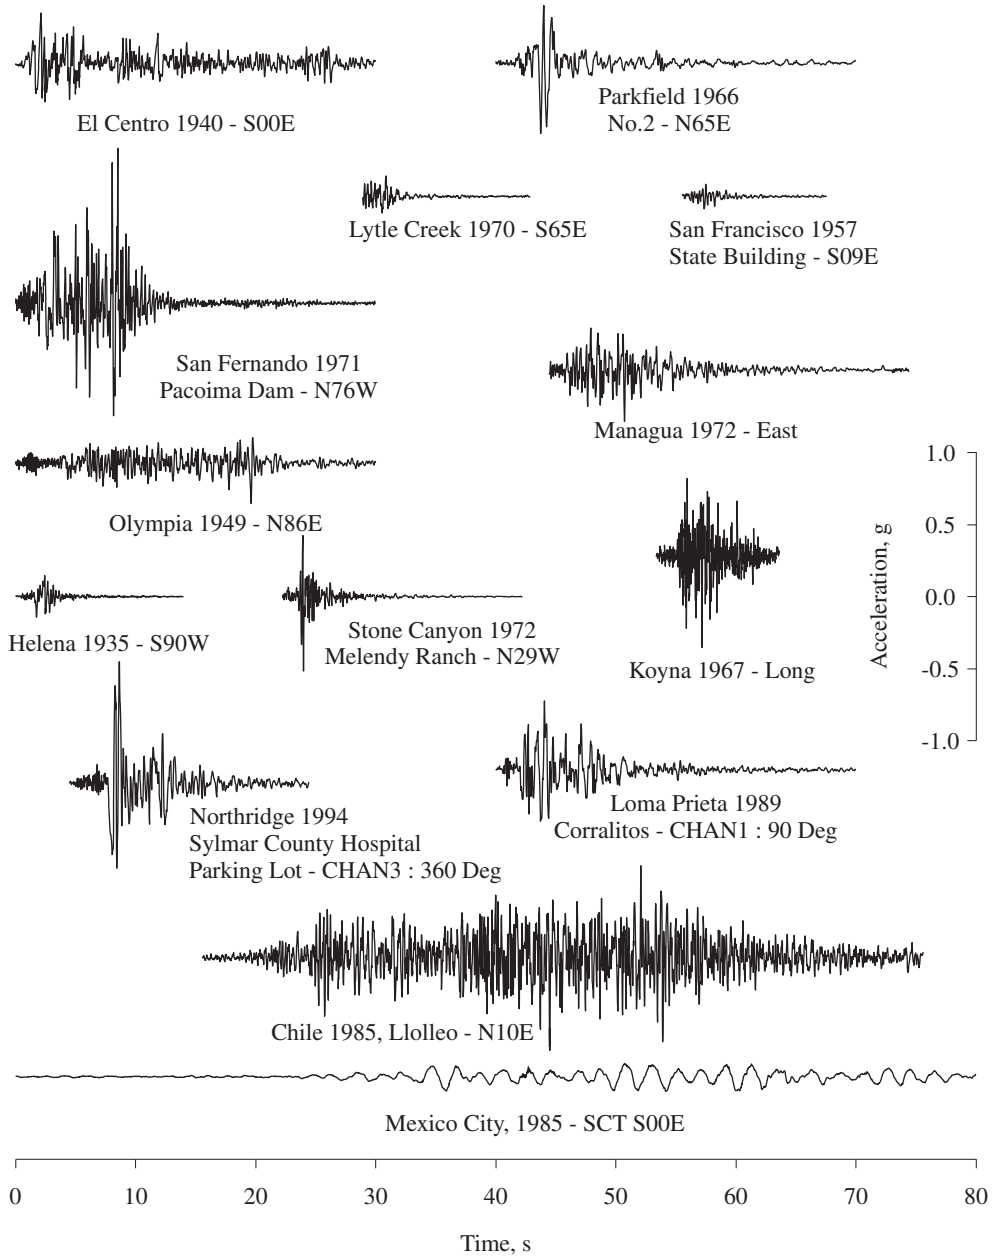 El Centro 1940 - S00E
Parkfield 1966
No.2 - N65E
Lytle Creek 1970 - S65E
San Francisco 1957
State Building - S09E
San Fernando 1971
Pacoima Dam - N76W
Managua 1972 - East
Olympia 1949 - N86E
Helena 1935 - S90W
Stone Canyon 1972
Melendy Ranch - N29W
Koyna 1967 - Long
1.0
0.5
0.0
-0.5
-1.0
Acceleration, g
Northridge 1994
Sylmar County Hospital
Parking Lot - CHAN3 : 360 Deg
Loma Prieta 1989
Corralitos - CHAN1 : 90 Deg
Chile 1985, Llolleo - N10E
Mexico City, 1985 - SCT S00E
0 10 20 30 40 50 60 70 80
Time, s